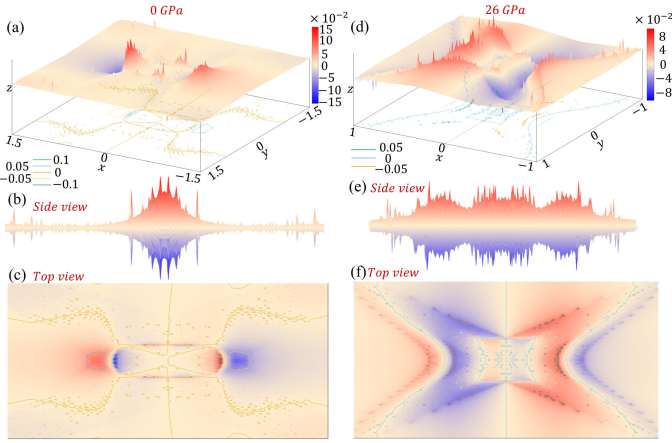 0 GPa
26 GPa
(a)
× 10⁻²
15
10
5
0
−5
−10
−15
z
1.5
0
x
−1.5
1.5
0
y
−1.5
0.05
−0.05
0.1
0
−0.1
(d)
× 10⁻²
8
4
0
−4
−8
z
1
0
x
−1
1
0
y
−1
0.05
0
−0.05
(b)
Side view
(e)
Side view
(c)
Top view
(f)
Top view